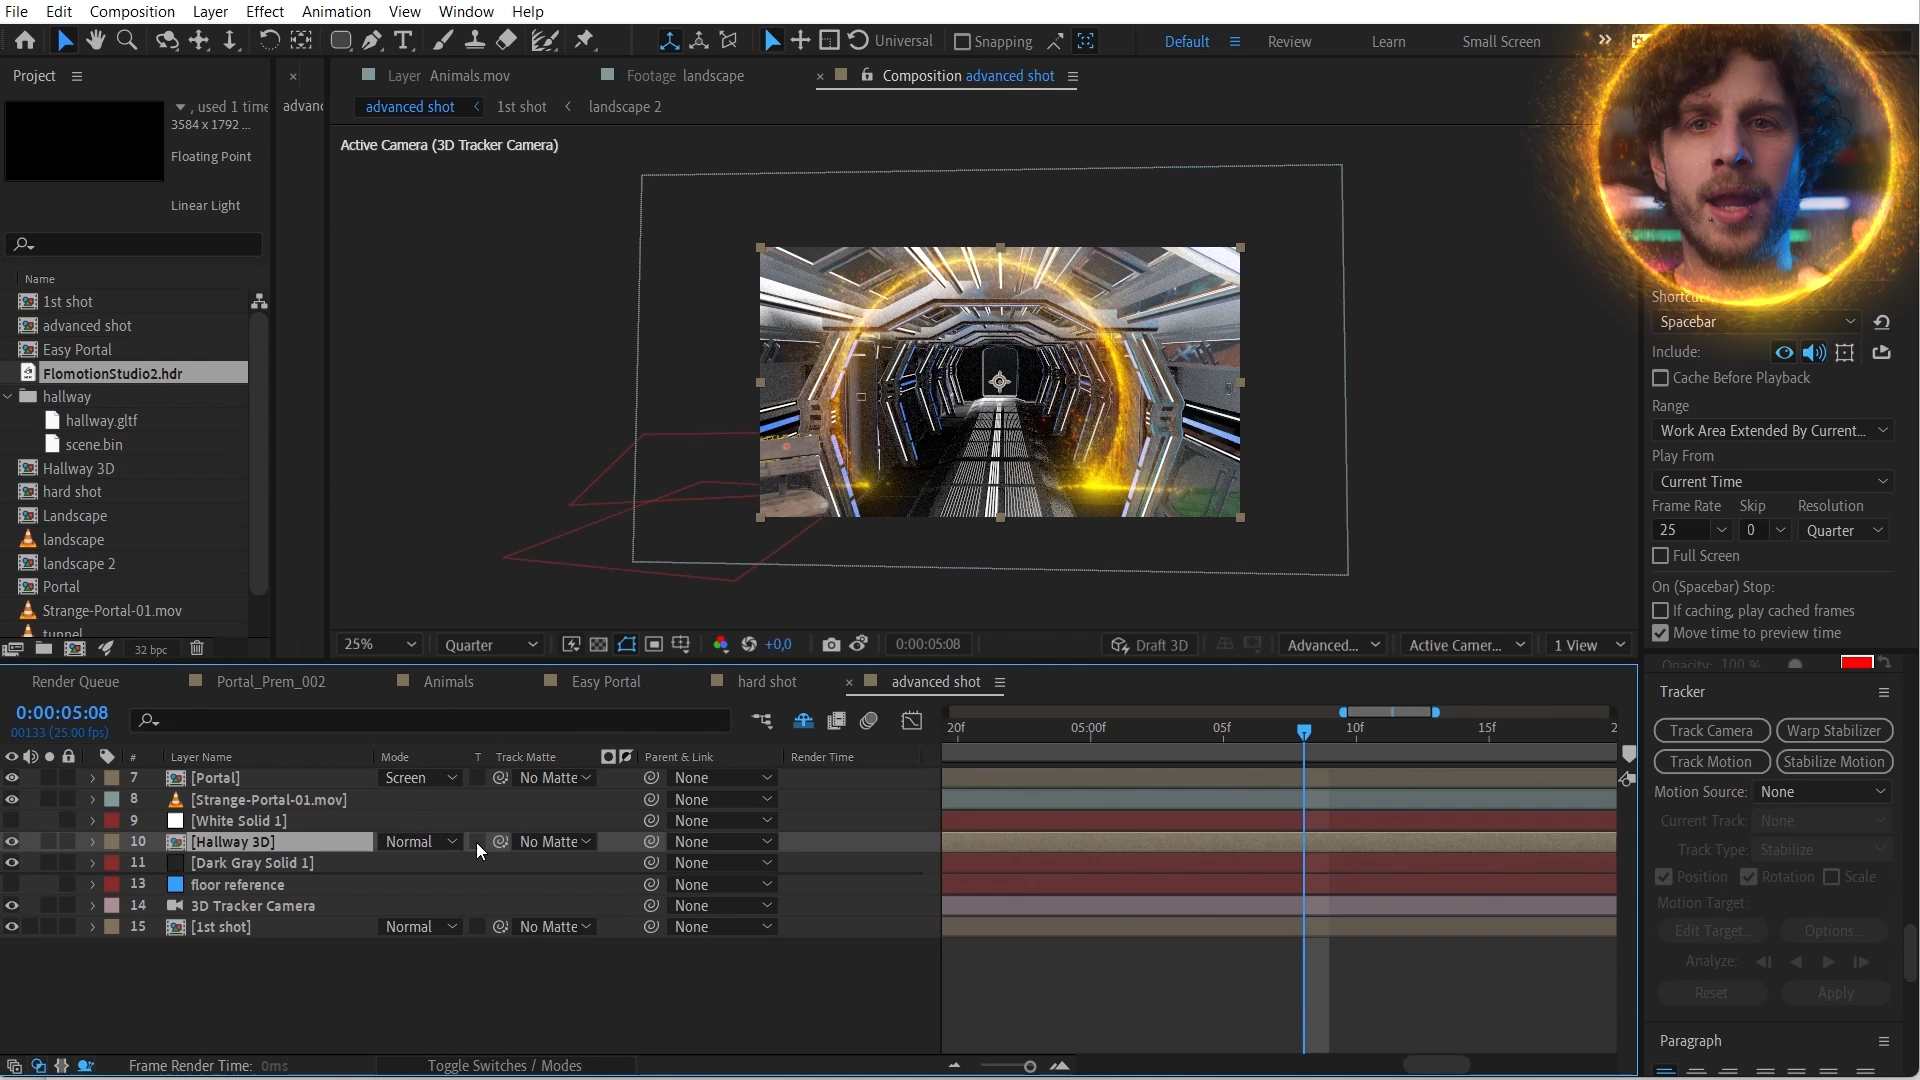 File Edit Composition Layer Effect Animation View Window Help
Universal Snapping Default Review Learn Small Screen
Project
Layer Animals.mov Footage landscape Composition advanced shot
, used 1 time
3584 x 1792 ...
Floating Point
Linear Light
advanced shot 1st shot landscape 2
Active Camera (3D Tracker Camera)
Name
1st shot
advanced shot
Easy Portal
FlomotionStudio2.hdr
hallway
hallway.gltf
scene.bin
Hallway 3D
hard shot
Landscape
landscape
landscape 2
Portal
Strange-Portal-01.mov
tunnel
32 bpc
25% Quarter +0,0 0:00:05:08 Draft 3D Advanced... Active Camer... 1 View
Spacebar
Include:
Cache Before Playback
Range
Work Area Extended By Current...
Play From
Current Time
Frame Rate Skip Resolution
25 0 Quarter
Full Screen
On (Spacebar) Stop:
If caching, play cached frames
Move time to preview time
Opacity: 100 %
Render Queue Portal_Prem_002 Animals Easy Portal hard shot advanced shot
0:00:05:08
00133 (25.00 fps)
20f 05:00f 05f 10f 15f 2
# Layer Name Mode T Track Matte Parent & Link Render Time
7 [Portal] Screen No Matte None
8 [Strange-Portal-01.mov] None
9 [White Solid 1] None
10 [Hallway 3D] Normal No Matte None
11 [Dark Gray Solid 1] None
13 floor reference None
14 3D Tracker Camera None
15 [1st shot] Normal No Matte None
Frame Render Time: 0ms Toggle Switches / Modes
Tracker
Track Camera Warp Stabilizer
Track Motion Stabilize Motion
Motion Source: None
Current Track: None
Track Type: Stabilize
Position Rotation Scale
Motion Target:
Edit Target... Options...
Analyze:
Reset Apply
Paragraph